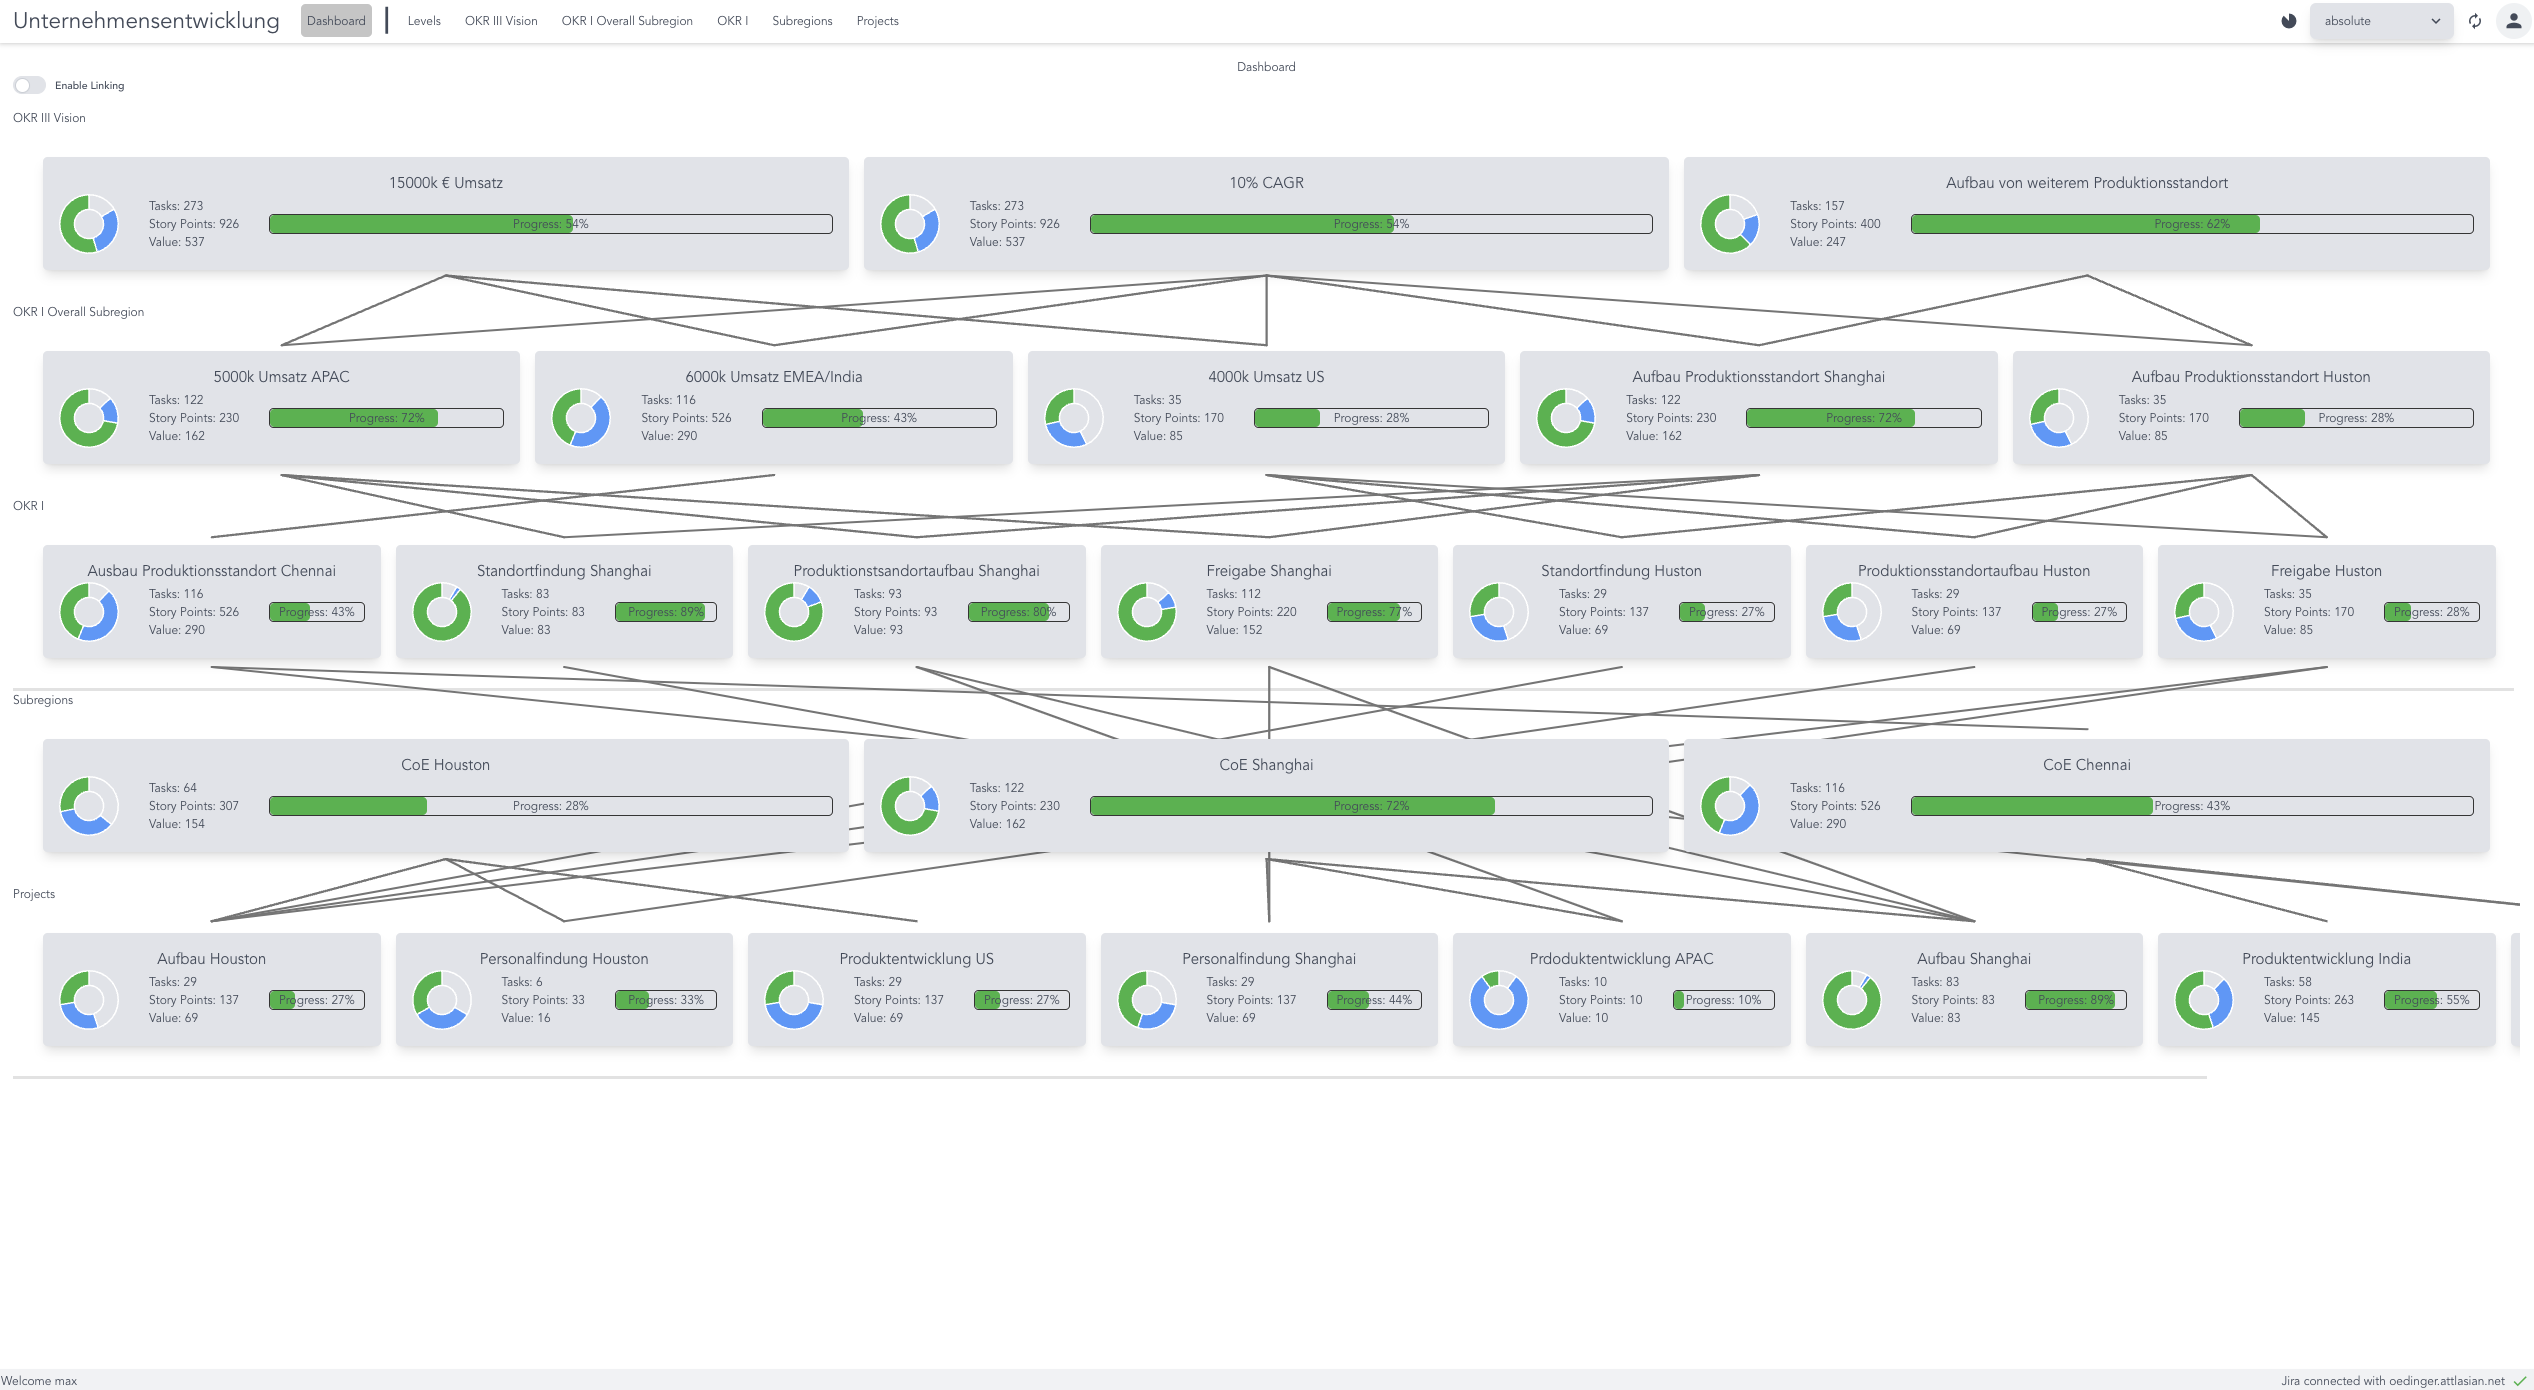 Unternehmensentwicklung Dashboard Levels OKR III Vision OKR I Overall Subregion OKR I Subregions Projects absolute
Dashboard
Enable Linking
OKR III Vision
15000k € Umsatz
Tasks: 273
Story Points: 926
Value: 537
Progress: 54%
10% CAGR
Tasks: 273
Story Points: 926
Value: 537
Progress: 54%
Aufbau von weiterem Produktionsstandort
Tasks: 157
Story Points: 400
Value: 247
Progress: 62%
OKR I Overall Subregion
5000k Umsatz APAC
Tasks: 122
Story Points: 230
Value: 162
Progress: 72%
6000k Umsatz EMEA/India
Tasks: 116
Story Points: 526
Value: 290
Progress: 43%
4000k Umsatz US
Tasks: 35
Story Points: 170
Value: 85
Progress: 28%
Aufbau Produktionsstandort Shanghai
Tasks: 122
Story Points: 230
Value: 162
Progress: 72%
Aufbau Produktionsstandort Huston
Tasks: 35
Story Points: 170
Value: 85
Progress: 28%
OKR I
Ausbau Produktionsstandort Chennai
Tasks: 116
Story Points: 526
Value: 290
Progress: 43%
Standortfindung Shanghai
Tasks: 83
Story Points: 83
Value: 83
Progress: 89%
Produktionstsandortaufbau Shanghai
Tasks: 93
Story Points: 93
Value: 93
Progress: 80%
Freigabe Shanghai
Tasks: 112
Story Points: 220
Value: 152
Progress: 77%
Standortfindung Huston
Tasks: 29
Story Points: 137
Value: 69
Progress: 27%
Produktionsstandortaufbau Huston
Tasks: 29
Story Points: 137
Value: 69
Progress: 27%
Freigabe Huston
Tasks: 35
Story Points: 170
Value: 85
Progress: 28%
Subregions
CoE Houston
Tasks: 64
Story Points: 307
Value: 154
Progress: 28%
CoE Shanghai
Tasks: 122
Story Points: 230
Value: 162
Progress: 72%
CoE Chennai
Tasks: 116
Story Points: 526
Value: 290
Progress: 43%
Projects
Aufbau Houston
Tasks: 29
Story Points: 137
Value: 69
Progress: 27%
Personalfindung Houston
Tasks: 6
Story Points: 33
Value: 16
Progress: 33%
Produktentwicklung US
Tasks: 29
Story Points: 137
Value: 69
Progress: 27%
Personalfindung Shanghai
Tasks: 29
Story Points: 137
Value: 69
Progress: 44%
Prdoduktentwicklung APAC
Tasks: 10
Story Points: 10
Value: 10
Progress: 10%
Aufbau Shanghai
Tasks: 83
Story Points: 83
Value: 83
Progress: 89%
Produktentwicklung India
Tasks: 58
Story Points: 263
Value: 145
Progress: 55%
Welcome max
Jira connected with oedinger.attlasian.net